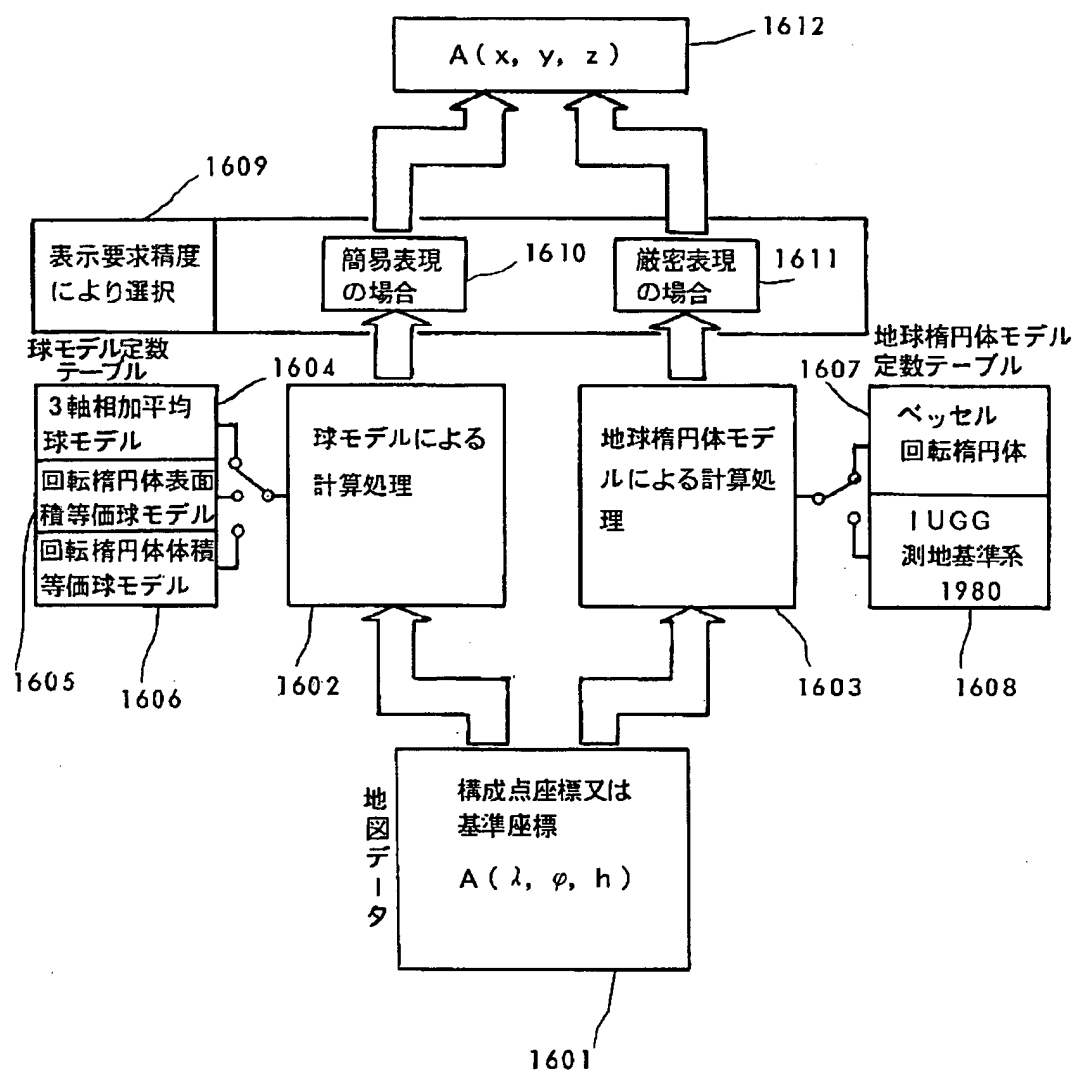 1612
A(x, y, z)
1609
表示要求精度
により選択
簡易表現
の場合
1610
厳密表現
の場合
1611
球モデル定数
テーブル
1604
3軸相加平均
球モデル
回転楕円体表面
積等価球モデル
回転楕円体体積
等価球モデル
1605
1606
球モデルによる
計算処理
1602
地球楕円体モデ
ルによる計算処
理
1603
地球楕円体モデル
定数テーブル
1607
ベッセル
回転楕円体
IUGG
測地基準系
1980
1608
地図データ
構成点座標又は
基準座標
A(λ, φ, h)
1601